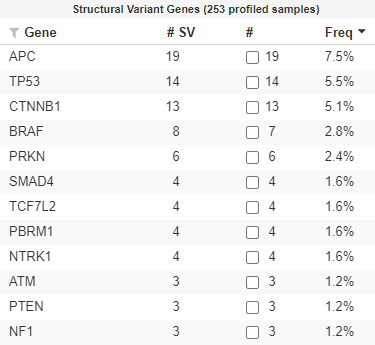 Structural Variant Genes (253 profiled samples)
Gene # SV # Freq
APC 19 19 7.5%
TP53 14 14 5.5%
CTNNB1 13 13 5.1%
BRAF 8 7 2.8%
PRKN 6 6 2.4%
SMAD4 4 4 1.6%
TCF7L2 4 4 1.6%
PBRM1 4 4 1.6%
NTRK1 4 4 1.6%
ATM 3 3 1.2%
PTEN 3 3 1.2%
NF1 3 3 1.2%